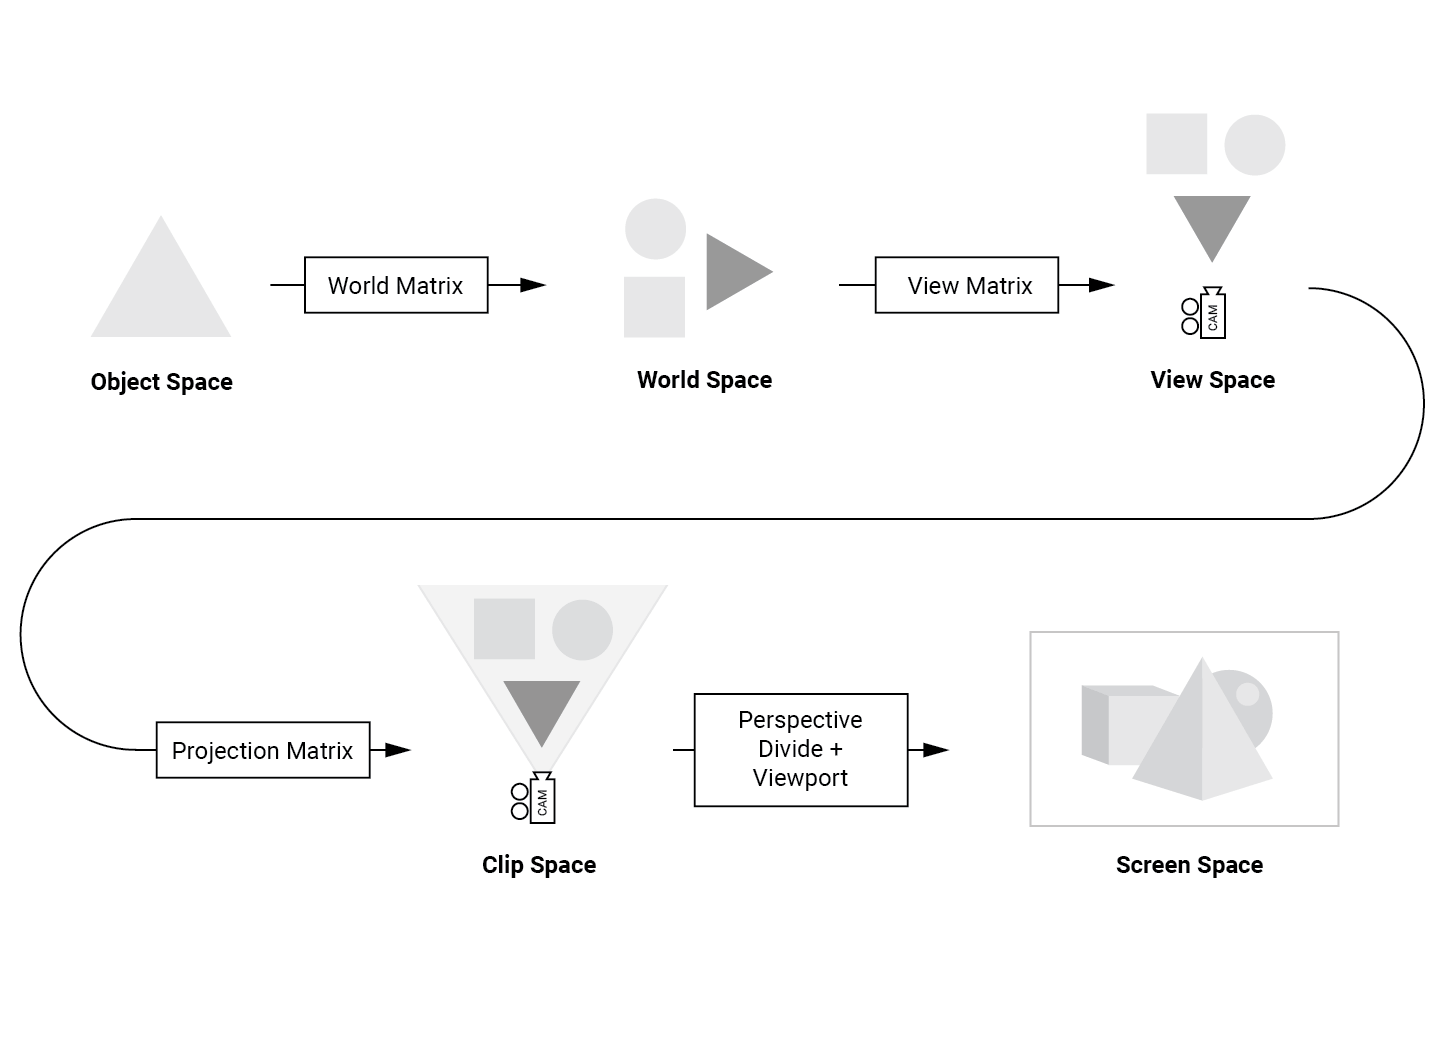 World Matrix
View Matrix
CAM
Object Space
World Space
View Space
Projection Matrix
Perspective
Divide +
Viewport
CAM
Clip Space
Screen Space